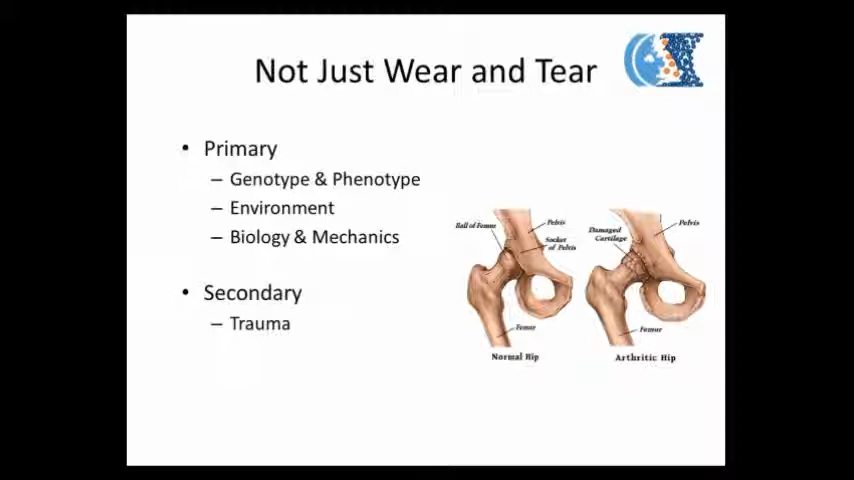 Not Just Wear and Tear
• Primary
– Genotype & Phenotype
– Environment
– Biology & Mechanics
• Secondary
– Trauma
Ball of Femur
Pelvis
Socket
of Pelvis
Femur
Normal Hip
Damaged
Cartilage
Pelvis
Femur
Arthritic Hip